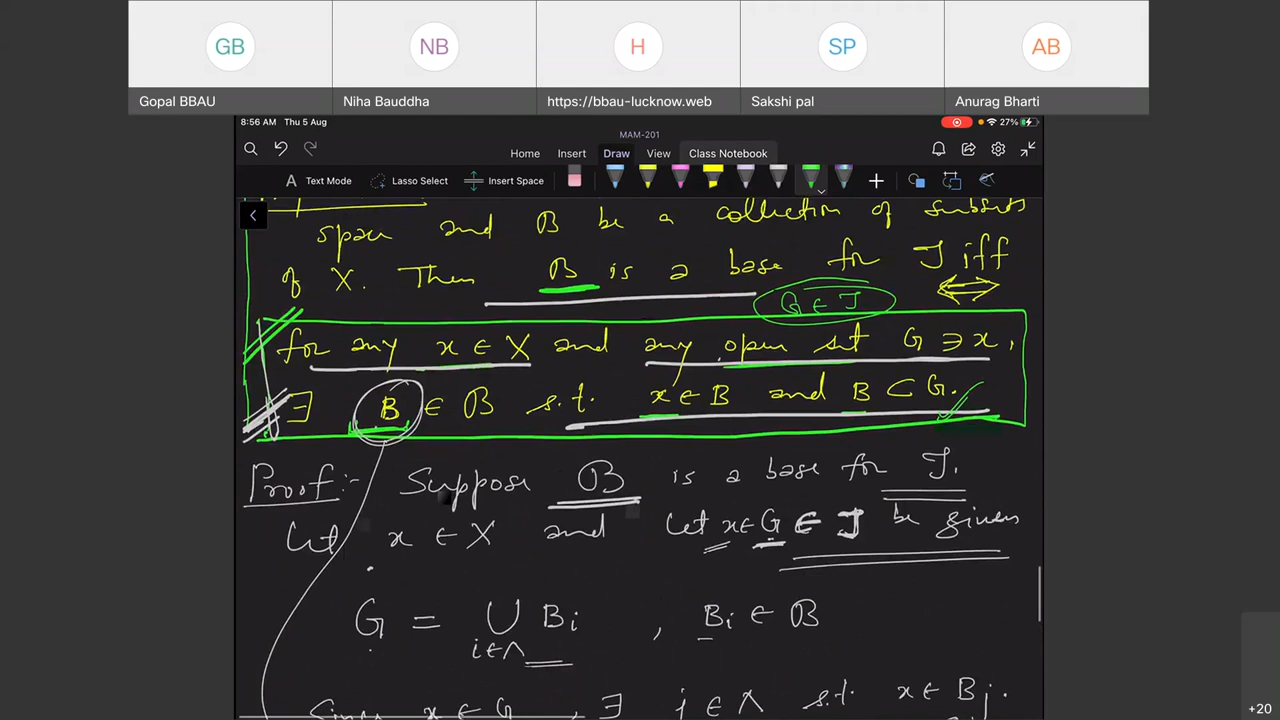 GB NB H SP AB
Gopal BBAU Niha Bauddha https://bbau-lucknow.web Sakshi pal Anurag Bharti
8:56 AM Thu 5 Aug 27%
MAM-201
Home Insert Draw View Class Notebook
A Text Mode Lasso Select Insert Space
space and B be a collection of subsets
of X. Then B is a base for J iff
G ∈ J
for any x ∈ X and any open set G ∋ x,
∃ B ∈ B s.t. x ∈ B and B ⊂ G.
Proof:- Suppose B is a base for J.
Let x ∈ X and Let x ∈ G ∈ J be given
G = ∪ Bi , Bi ∈ B
i∈Λ
Since x ∈ G, ∃ j ∈ Λ s.t. x ∈ Bj.
+20